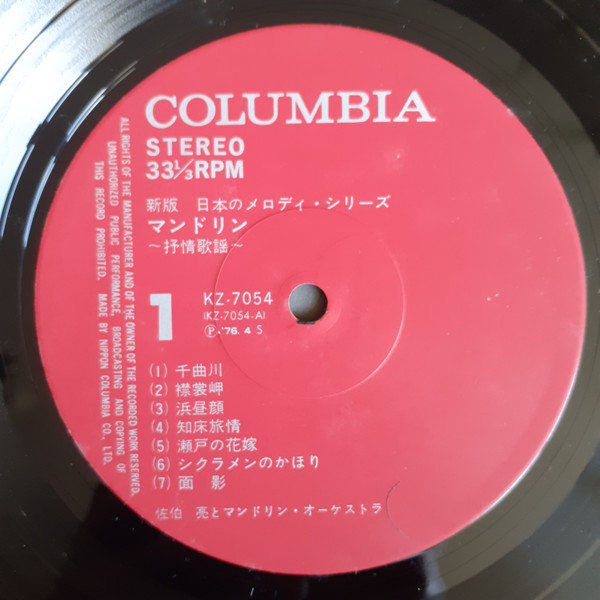 COLUMBIA
STEREO
33⅓RPM
新版 日本のメロディ・シリーズ
マンドリン
~抒情歌謡~
1
KZ-7054
(KZ-7054-A)
Ⓟ・'76.4 S
(1) 千曲川
(2) 襟裳岬
(3) 浜昼顔
(4) 知床旅情
(5) 瀬戸の花嫁
(6) シクラメンのかほり
(7) 面 影
佐伯 亮とマンドリン・オーケストラ
ALL RIGHTS OF THE MANUFACTURER AND OF THE OWNER OF THE RECORDED WORK RESERVED.
UNAUTHORIZED PUBLIC PERFORMANCE, BROADCASTING AND COPYING OF
THIS RECORD PROHIBITED. MADE BY NIPPON COLUMBIA CO., LTD.